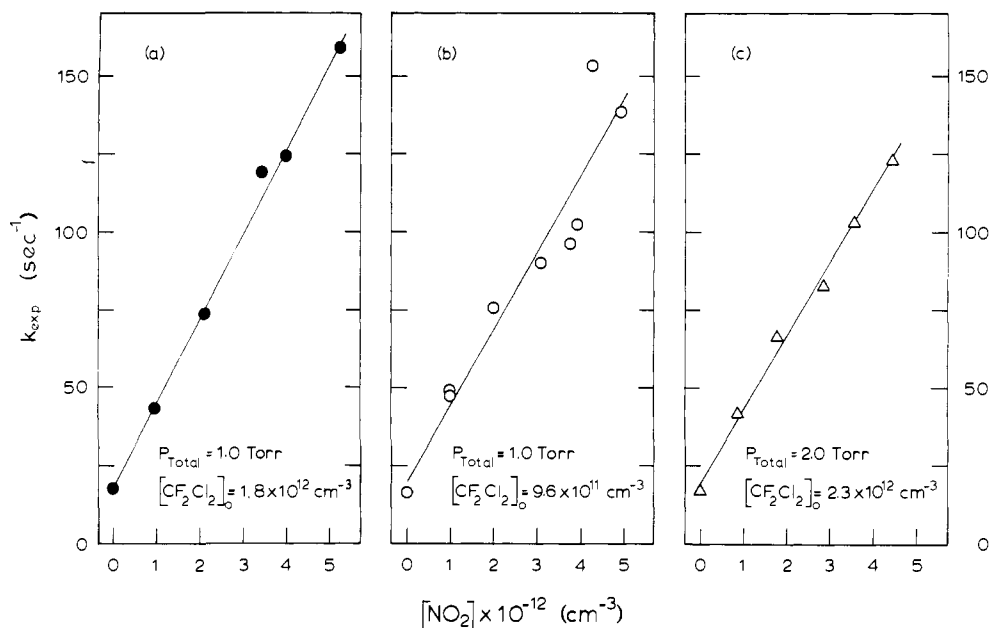 (a)
(b)
(c)
150
100
50
0
k_exp (sec⁻¹)
150
100
50
0
P_Total = 1.0 Torr
[CF₂Cl₂]₀ = 1.8 x 10¹² cm⁻³
P_Total = 1.0 Torr
[CF₂Cl₂]₀ = 9.6 x 10¹¹ cm⁻³
P_Total = 2.0 Torr
[CF₂Cl₂]₀ = 2.3 x 10¹² cm⁻³
0 1 2 3 4 5
0 1 2 3 4 5
0 1 2 3 4 5
[NO₂] x 10⁻¹² (cm⁻³)